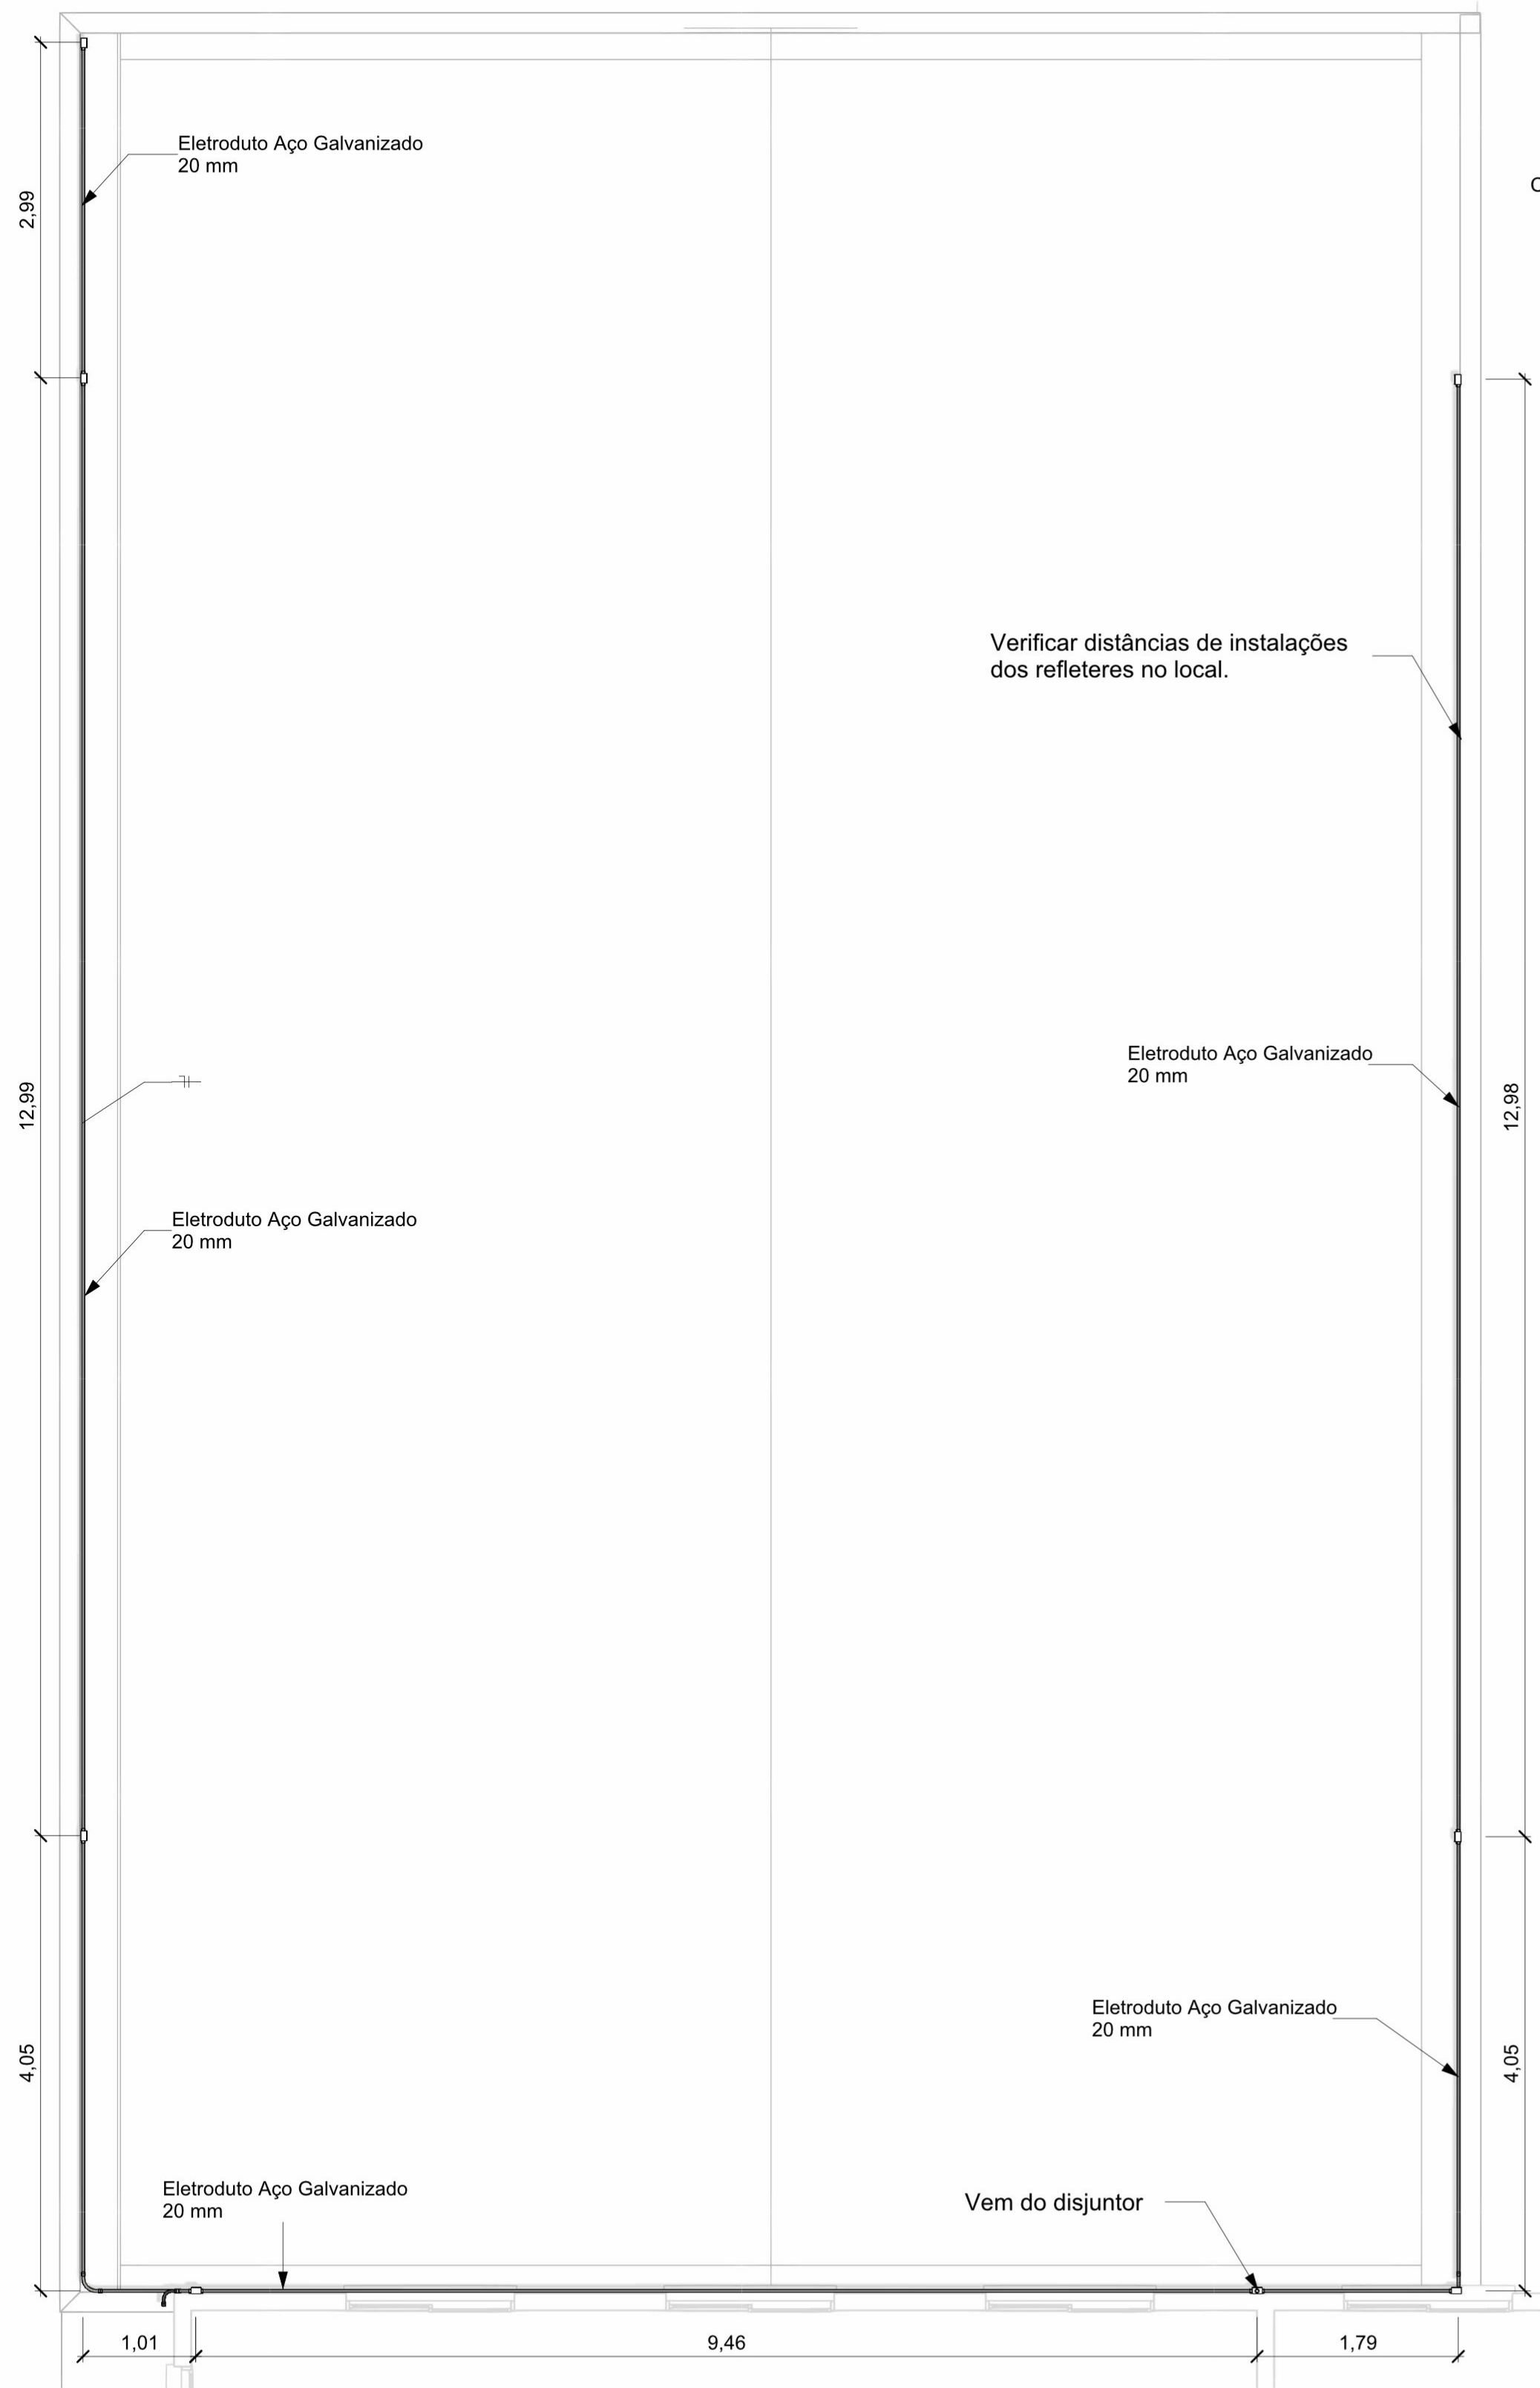 Eletroduto Aço Galvanizado
20 mm
2,99
C
Verificar distâncias de instalações
dos refleteres no local.
Eletroduto Aço Galvanizado
20 mm
12,99
12,98
Eletroduto Aço Galvanizado
20 mm
Eletroduto Aço Galvanizado
20 mm
4,05
4,05
Eletroduto Aço Galvanizado
20 mm
Vem do disjuntor
1,01
9,46
1,79